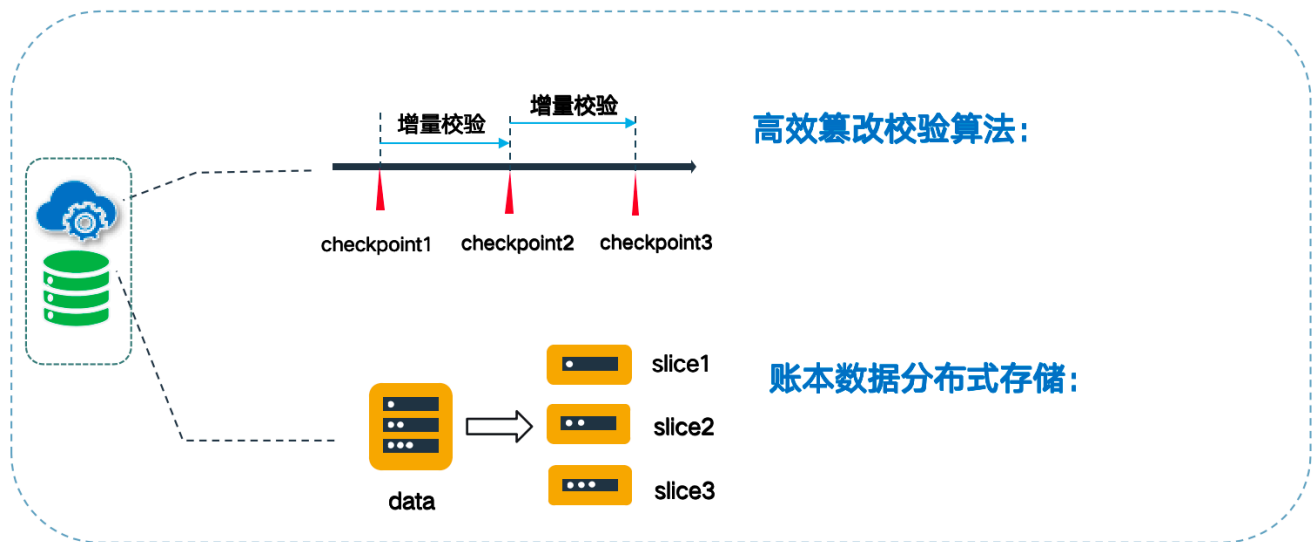 增量校验
增量校验
高效篡改校验算法：
checkpoint1
checkpoint2
checkpoint3
slice1
账本数据分布式存储：
slice2
slice3
data